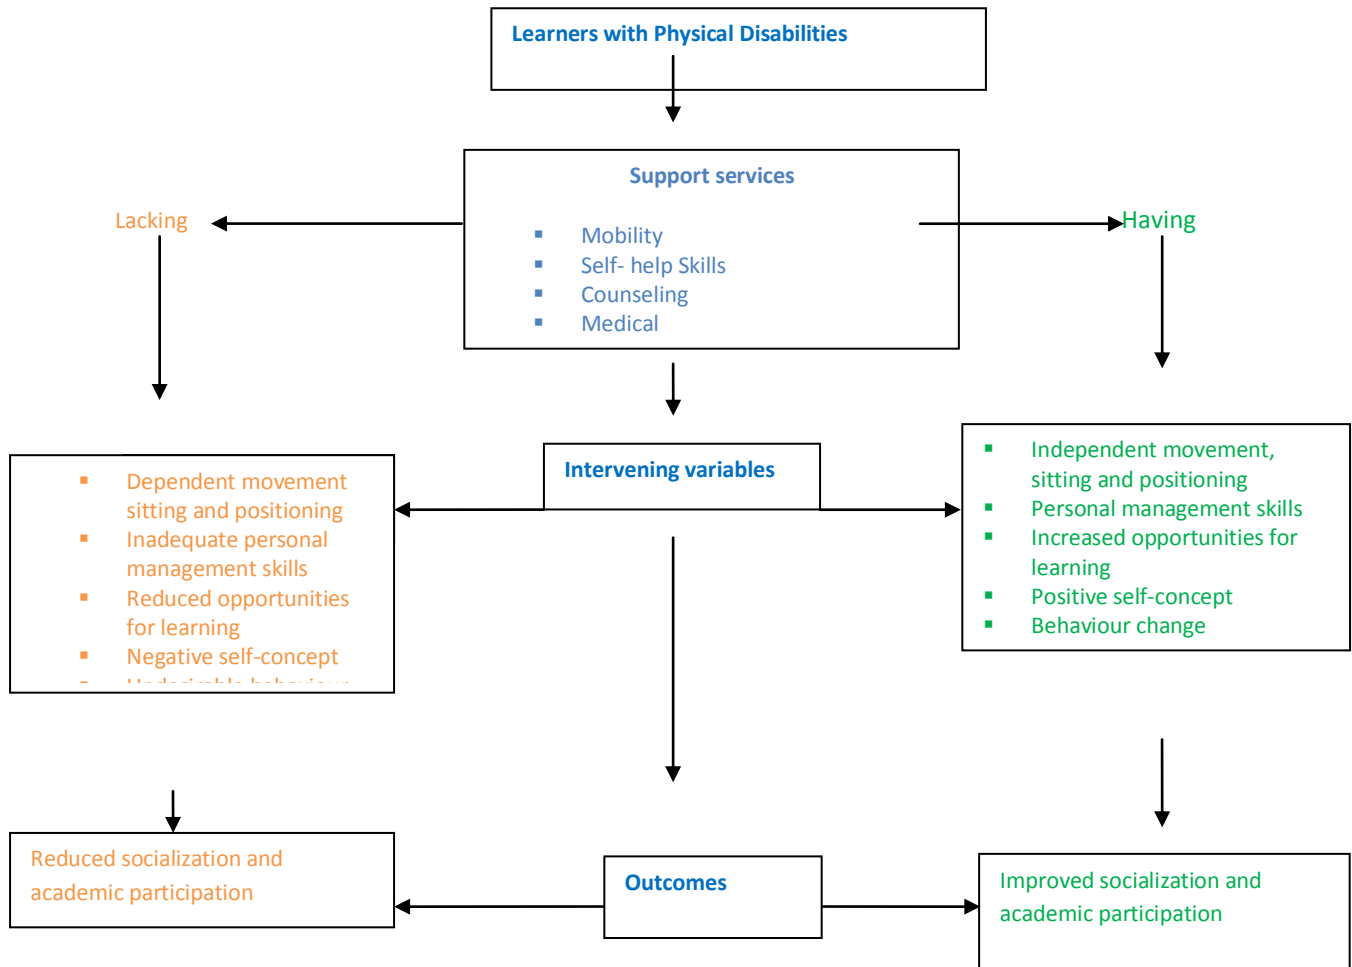 Learners with Physical Disabilities
Support services
Lacking
Having
▪ Mobility
▪ Self- help Skills
▪ Counseling
▪ Medical
Intervening variables
▪ Dependent movement
sitting and positioning
▪ Inadequate personal
management skills
▪ Reduced opportunities
for learning
▪ Negative self-concept
▪ Independent movement,
sitting and positioning
▪ Personal management skills
▪ Increased opportunities for
learning
▪ Positive self-concept
▪ Behaviour change
Reduced socialization and
academic participation
Outcomes
Improved socialization and
academic participation